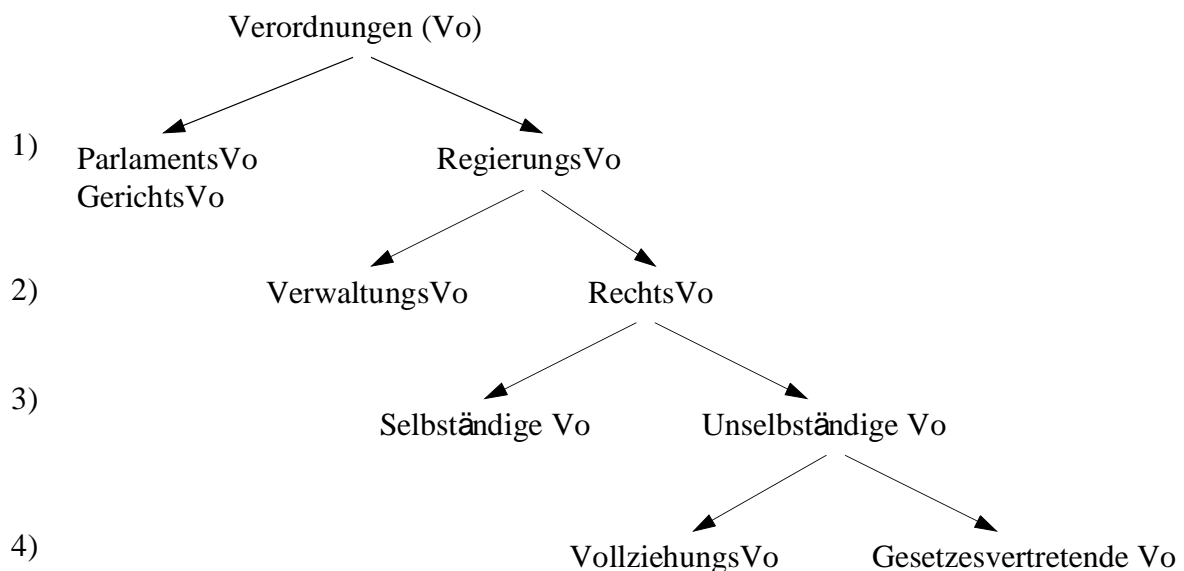 Verordnungen (Vo)
1) ParlamentsVo RegierungsVo
GerichtsVo
2) VerwaltungsVo RechtsVo
3) Selbständige Vo Unselbständige Vo
4) VollziehungsVo Gesetzesvertretende Vo